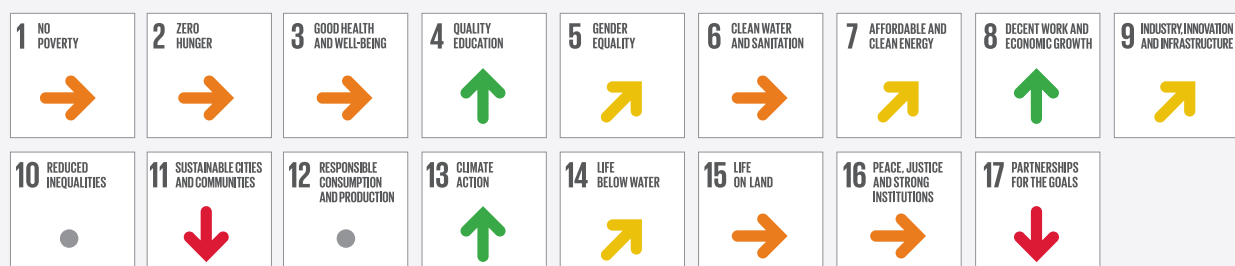 1 NO
POVERTY
2 ZERO
HUNGER
3 GOOD HEALTH
AND WELL-BEING
4 QUALITY
EDUCATION
5 GENDER
EQUALITY
6 CLEAN WATER
AND SANITATION
7 AFFORDABLE AND
CLEAN ENERGY
8 DECENT WORK AND
ECONOMIC GROWTH
9 INDUSTRY, INNOVATION
AND INFRASTRUCTURE
10 REDUCED
INEQUALITIES
11 SUSTAINABLE CITIES
AND COMMUNITIES
12 RESPONSIBLE
CONSUMPTION
AND PRODUCTION
13 CLIMATE
ACTION
14 LIFE
BELOW WATER
15 LIFE
ON LAND
16 PEACE, JUSTICE
AND STRONG
INSTITUTIONS
17 PARTNERSHIPS
FOR THE GOALS